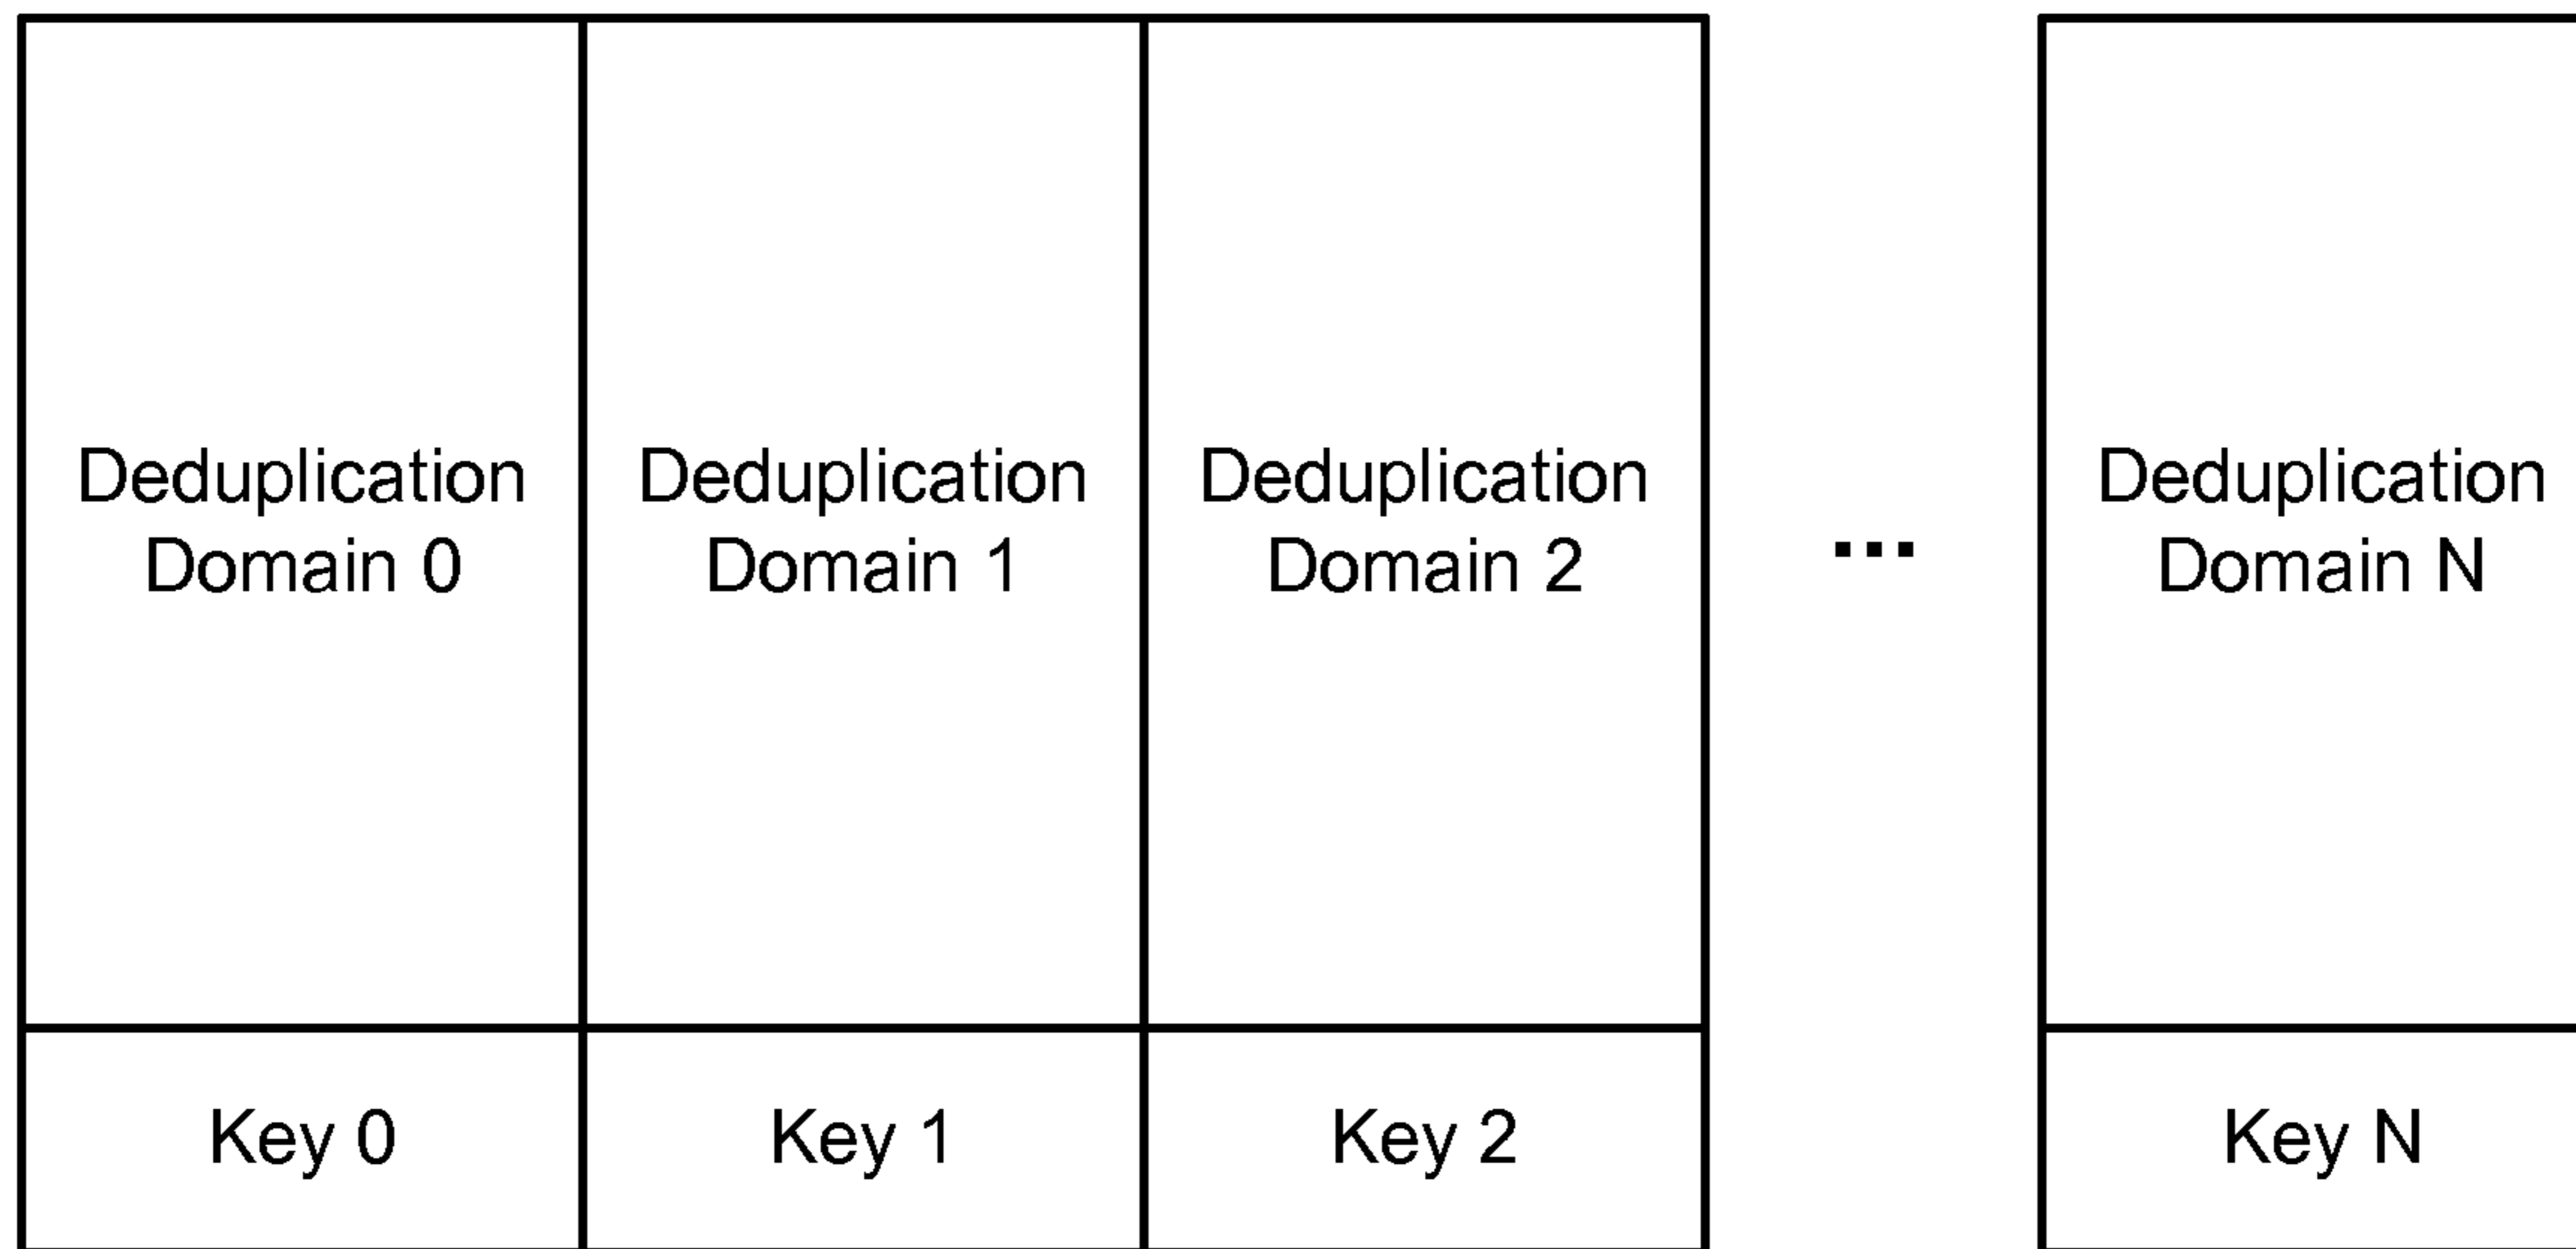 Deduplication
Domain 0
Deduplication
Domain 1
Deduplication
Domain 2
...
Deduplication
Domain N
Key 0
Key 1
Key 2
Key N